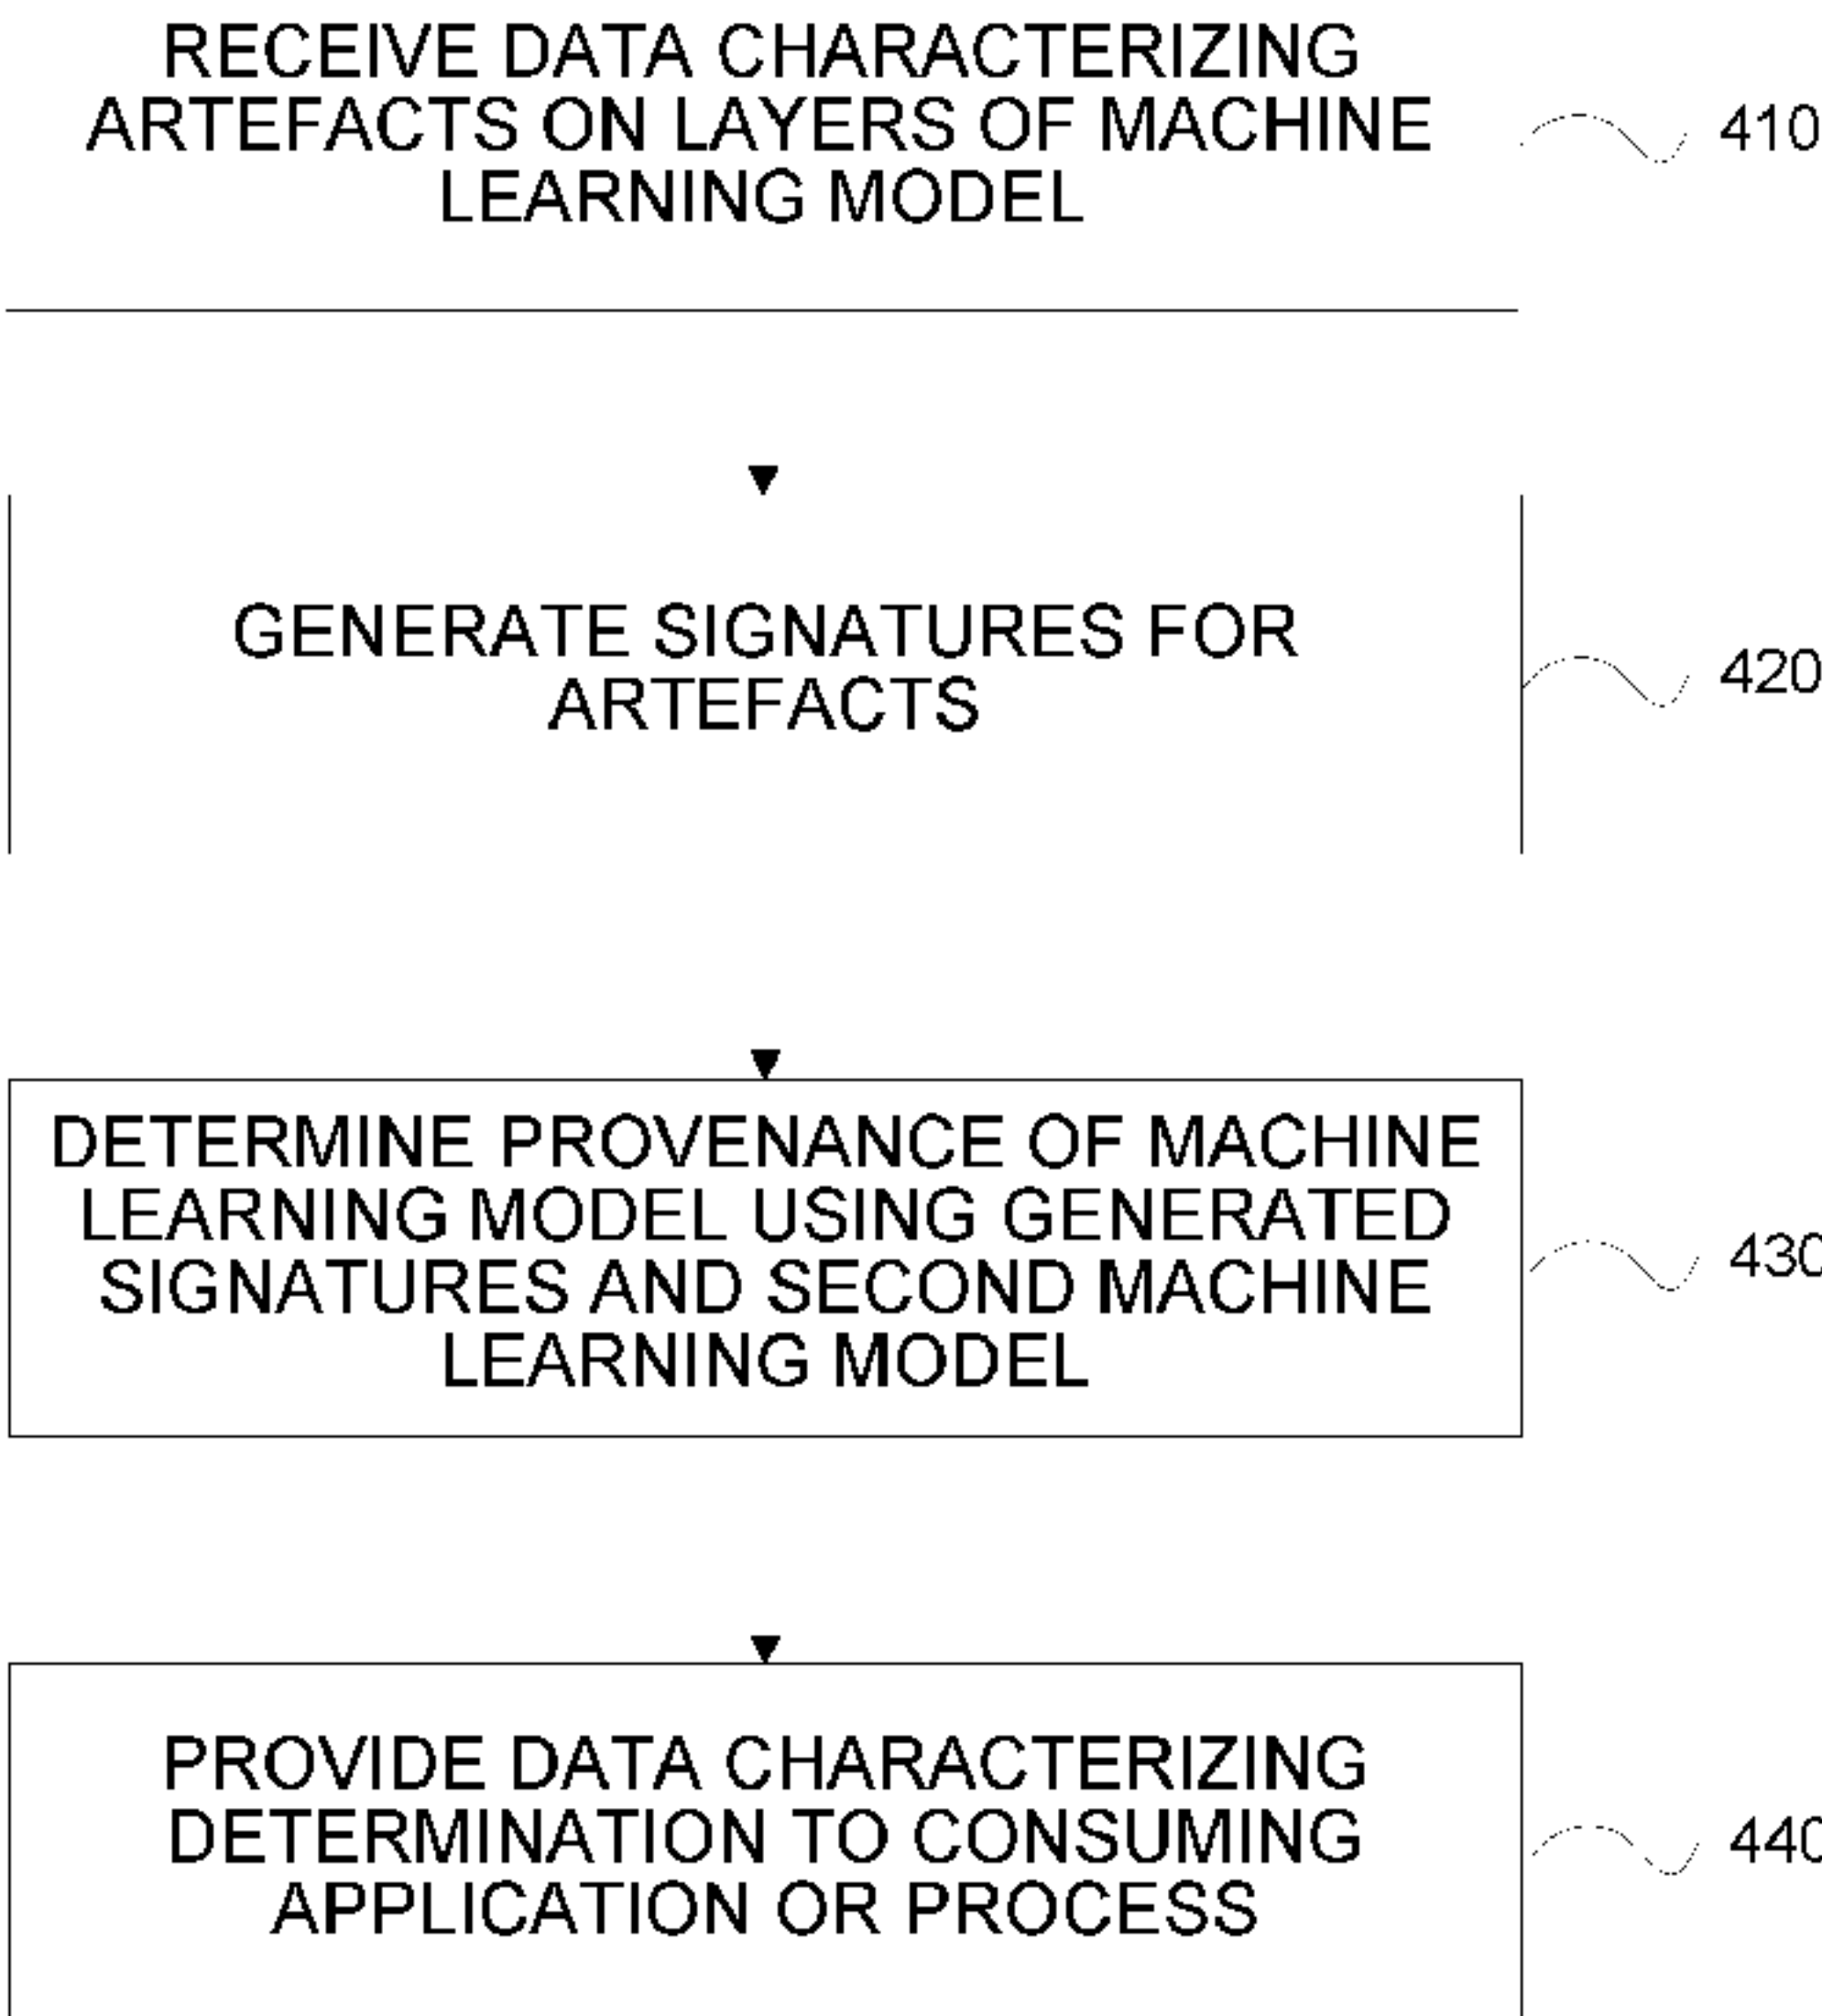 RECEIVE DATA CHARACTERIZING
ARTEFACTS ON LAYERS OF MACHINE
LEARNING MODEL
410
GENERATE SIGNATURES FOR
ARTEFACTS
420
DETERMINE PROVENANCE OF MACHINE
LEARNING MODEL USING GENERATED
SIGNATURES AND SECOND MACHINE
LEARNING MODEL
430
PROVIDE DATA CHARACTERIZING
DETERMINATION TO CONSUMING
APPLICATION OR PROCESS
440